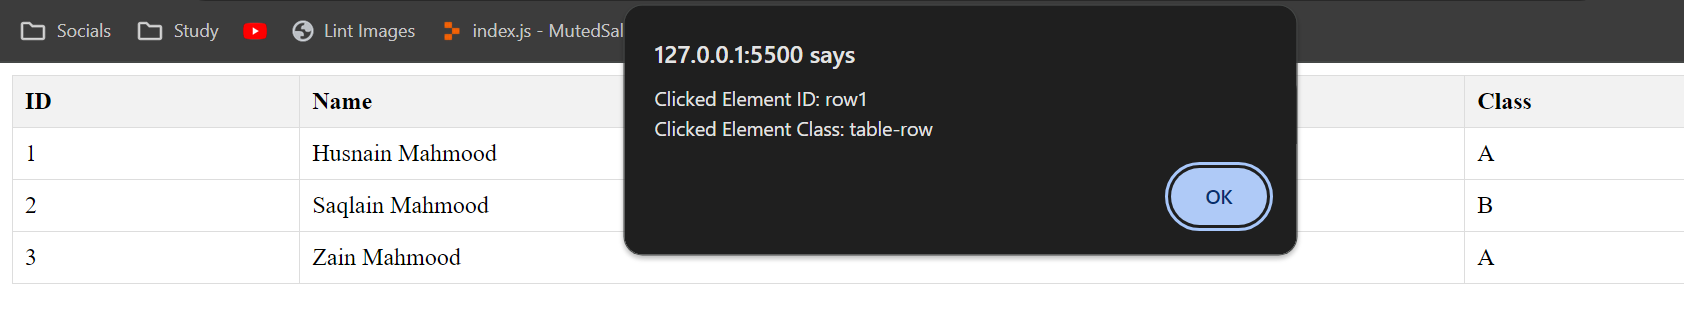 Socials Study Lint Images index.js - MutedSal
127.0.0.1:5500 says
Clicked Element ID: row1
Clicked Element Class: table-row
OK
ID Name Class
1 Husnain Mahmood A
2 Saqlain Mahmood B
3 Zain Mahmood A